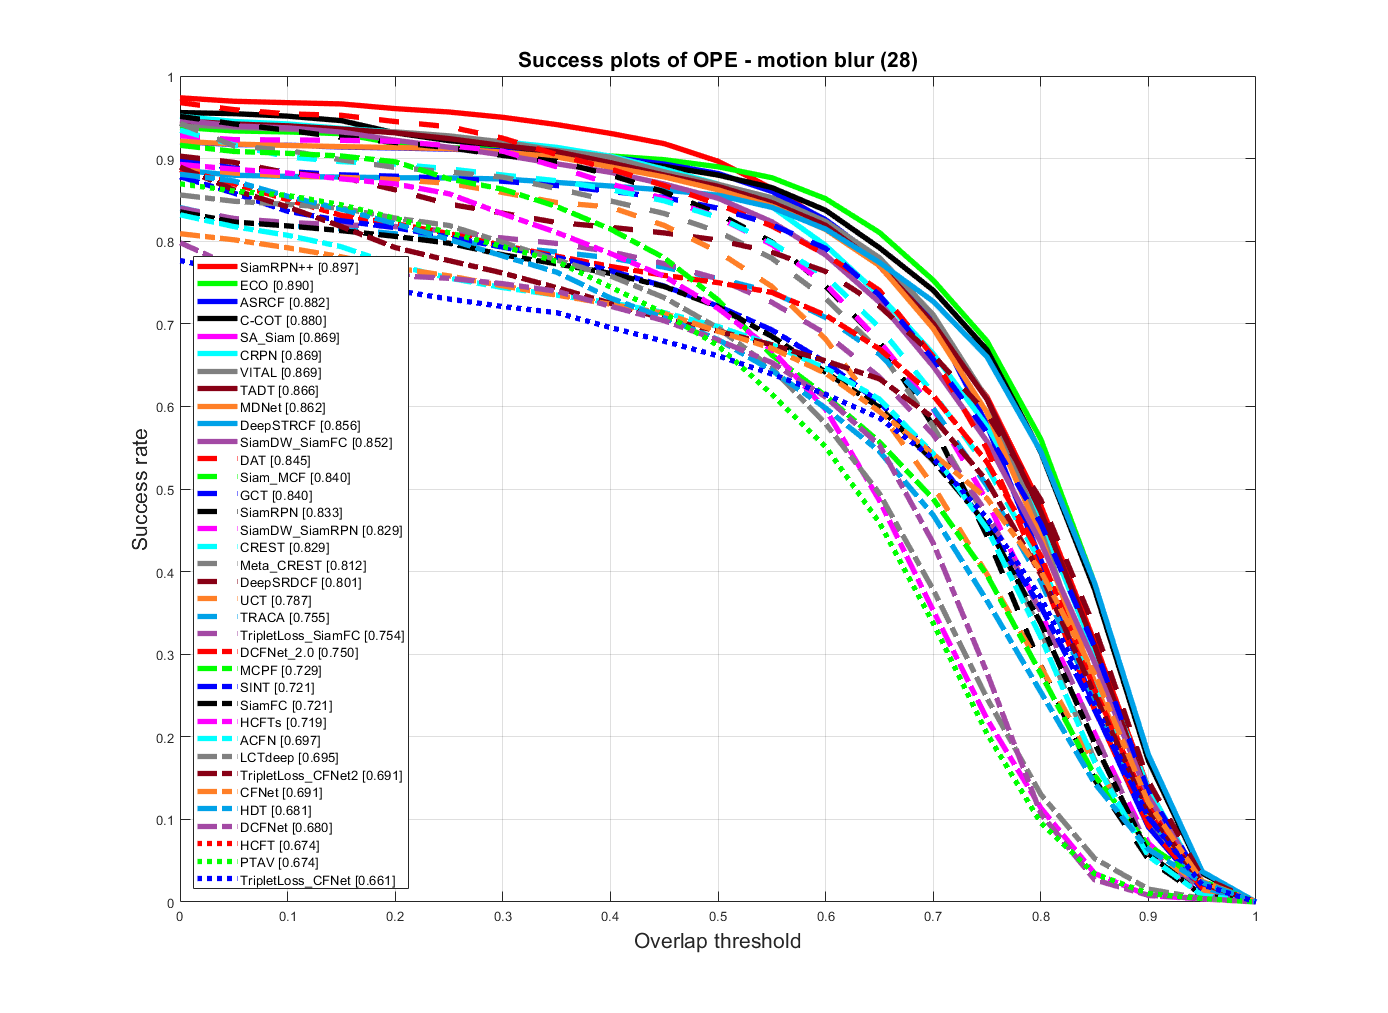 Success plots of OPE - motion blur (28)
1
0.9
0.8
0.7
0.6
0.5
0.4
0.3
0.2
0.1
0
Success rate
SiamRPN++ [0.897]
ECO [0.890]
ASRCF [0.882]
C-COT [0.880]
SA_Siam [0.869]
CRPN [0.869]
VITAL [0.869]
TADT [0.866]
MDNet [0.862]
DeepSTRCF [0.856]
SiamDW_SiamFC [0.852]
DAT [0.845]
Siam_MCF [0.840]
GCT [0.840]
SiamRPN [0.833]
SiamDW_SiamRPN [0.829]
CREST [0.829]
Meta_CREST [0.812]
DeepSRDCF [0.801]
UCT [0.787]
TRACA [0.755]
TripletLoss_SiamFC [0.754]
DCFNet_2.0 [0.750]
MCPF [0.729]
SINT [0.721]
SiamFC [0.721]
HCFTs [0.719]
ACFN [0.697]
LCTdeep [0.695]
TripletLoss_CFNet2 [0.691]
CFNet [0.691]
HDT [0.681]
DCFNet [0.680]
HCFT [0.674]
PTAV [0.674]
TripletLoss_CFNet [0.661]
0 0.1 0.2 0.3 0.4 0.5 0.6 0.7 0.8 0.9 1
Overlap threshold